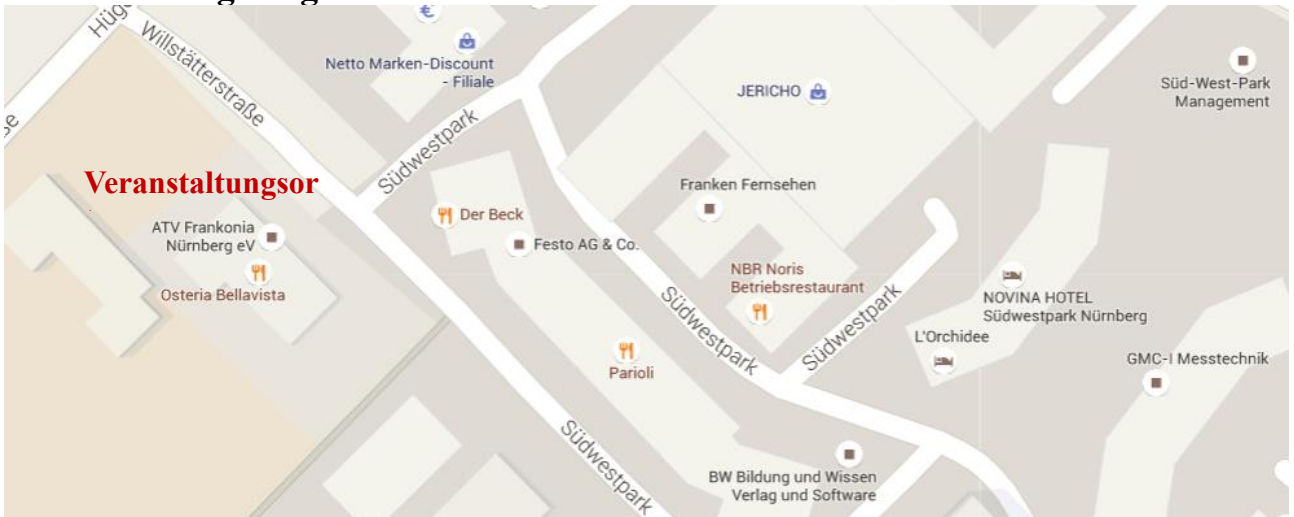 Willstätterstraße
Netto Marken-Discount
- Filiale
JERICHO
Süd-West-Park
Management
Südwestpark
Veranstaltungsor
Franken Fernsehen
Der Beck
ATV Frankonia
Nürnberg eV
Festo AG & Co.
Osteria Bellavista
NBR Noris
Betriebsrestaurant
NOVINA HOTEL
Südwestpark Nürnberg
Südwestpark
Südwestpark
L'Orchidee
GMC-I Messtechnik
Parioli
Südwestpark
BW Bildung und Wissen
Verlag und Software